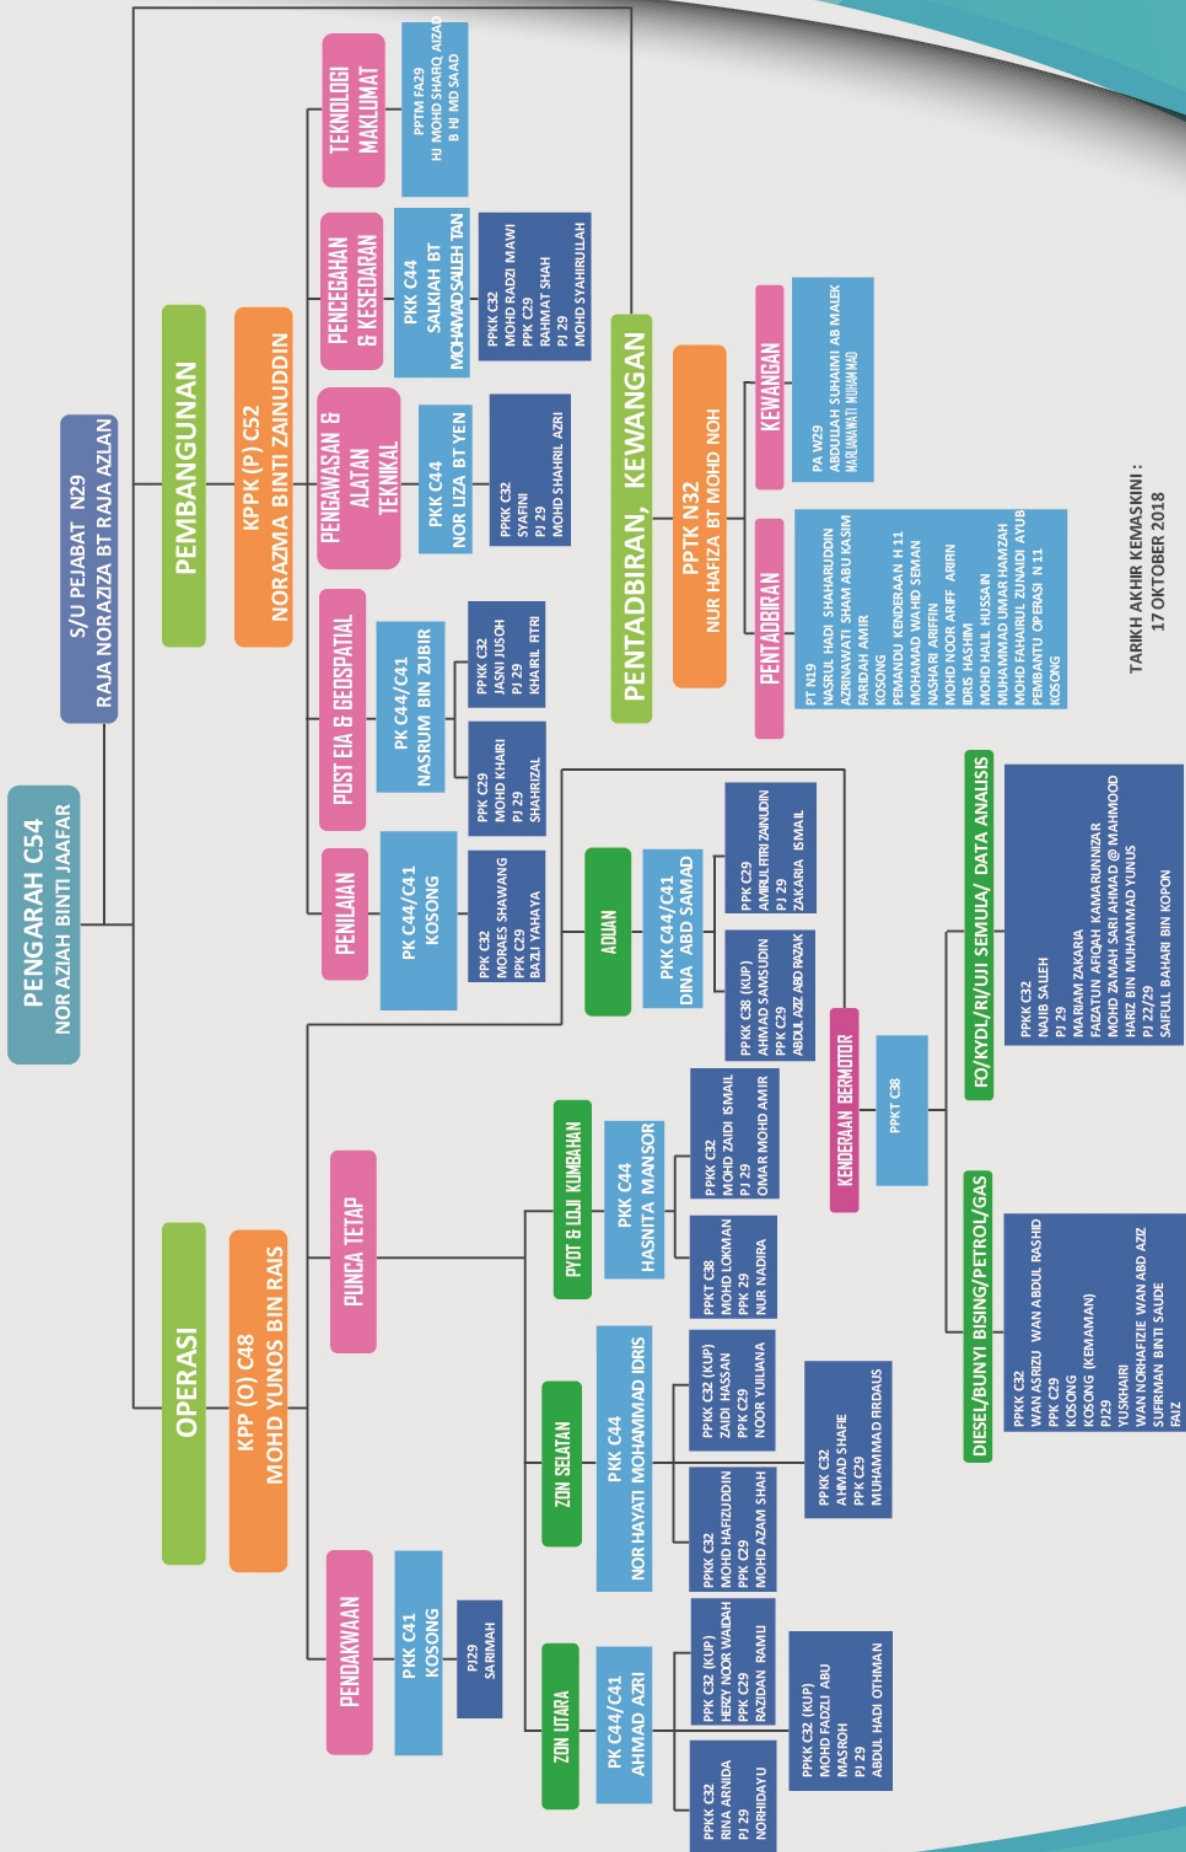 PENGARAH C54
NOR AZIAH BINTI JAAFAR
S/U PEJABAT N29
RAJA NORAZIZA BT RAJA AZLAN
OPERASI
KPP (O) C48
MOHD YUNOS BIN RAIS
PENDAKWAAN
PKK C41
KOSONG
PJ29
SARIMAH
PUNCA TETAP
ZON UTARA
PK C44/C41
AHMAD AZRI
PPKK C32
RINA ARNIDA
PJ 29
NORHIDAYU
PPK C32 (KUP)
HERZY NOOR WAIDAH
PPK C29
RAZIDAN RAMLI
PPKK C32 (KUP)
MOHD FADZLI ABU
MASROH
PJ 29
ABDUL HADI OTHMAN
ZON SELATAN
PKK C44
NOR HAYATI MOHAMMAD IDRIS
PPKK C32
MOHD HAFIZUDDIN
PPK C29
MOHD AZAM SHAH
PPKK C32 (KUP)
ZAIDI HASSAN
PPK C29
NOOR YUILIANA
PPKK C32
AHMAD SHAFIE
PPK C29
MUHAMMAD FIRDAUS
PYDT & LOJI KUMBAHAN
PKK C44
HASNITA MANSOR
PPKT C38
MOHD LOKMAN
PPK 29
NUR NADIRA
PPKK C32
MOHD ZAIDI ISMAIL
PJ 29
OMAR MOHD AMIR
ADUAN
PKK C44/C41
DINA ABD SAMAD
PPKK C38 (KUP)
AHMAD SAMSUDIN
PPK C29
ABDUL AZIZ ABD RAZAK
PPK C29
AMIRUL FITRI ZAINUDIN
PJ 29
ZAKARIA ISMAIL
KENDERAAN BERMOTOR
PPKT C38
DIESEL/BUNYI BISING/PETROL/GAS
PPKK C32
WAN ASRIZU WAN ABDUL RASHID
PPK C29
KOSONG
KOSONG (KEMAMAN)
PJ29
YUSKHAIRI
WAN NORHAFIZIE WAN ABD AZIZ
SUFIRMAN BINTI SAUDE
FAIZ
FO/KYDL/RI/UJI SEMULA/ DATA ANALISIS
PPKK C32
NAJIB SALLEH
PJ 29
MARIAM ZAKARIA
FAIZATUN AFIQAH KAMARUNNIZAR
MOHD ZAMAH SARI AHMAD @ MAHMOOD
HARIZ BIN MUHAMMAD YUNUS
PJ 22/29
SAIFULL BAHARI BIN KOPON
PEMBANGUNAN
KPPK (P) C52
NORAZMA BINTI ZAINUDDIN
PENILAIAN
PK C44/C41
KOSONG
PPK C32
MORAES SHAWANG
PPK C29
BAZLI YAHAYA
POST EIA & GEOSPATIAL
PK C44/C41
NASRUM BIN ZUBIR
PPK C29
MOHD KHAIRI
PJ 29
SHAHRIZAL
PPKK C32
JASNI JUSOH
PJ 29
KHAIRIL FITRI
PENGAWASAN &
ALATAN
TEKNIKAL
PKK C44
NOR LIZA BT YEN
PPKK C32
SYAFINI
PJ 29
MOHD SHAHRIL AZRI
PENCEGAHAN
& KESEDARAN
PKK C44
SALKIAH BT
MOHAMAD SALLEH TAN
PPKK C32
MOHD RADZI MAWI
PPK C29
RAHMAT SHAH
PJ 29
MOHD SYAHIRULLAH
TEKNOLOGI
MAKLUMAT
PPTM FA29
HJ MOHD SHARQ AIZAD
B HJ MD SAAD
PENTADBIRAN, KEWANGAN
PPTK N32
NUR HAFIZA BT MOHD NOH
PENTADBIRAN
PT N19
NASRUL HADI SHAHARUDDIN
AZRINAWATI SHAM ABU KASIM
FARIDAH AMIR
KOSONG
PEMANDU KENDERAAN H 11
MOHAMAD WAHID SEMAN
NASHARI ARIFFIN
MOHD NOOR ARIFF ARIFIN
IDRIS HASHIM
MOHD HALIL HUSSAIN
MUHAMMAD UMAR HAMZAH
MOHD FAHAIRUL ZUNAIDI AYUB
PEMBANTU OPERASI N 11
KOSONG
KEWANGAN
PA W29
ABDULLAH SUHAIMI AB MALEK
MARLIANAWATI MUHAMMAD
TARIKH AKHIR KEMASKINI :
17 OKTOBER 2018